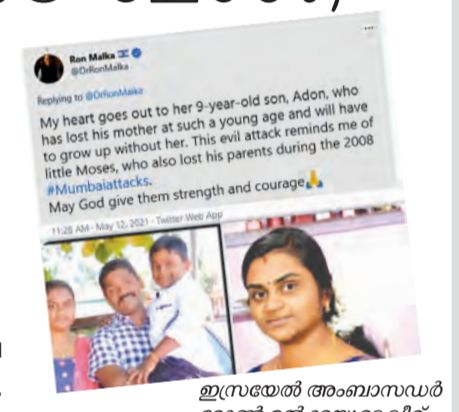 Ron Malka
@DrRonMalka
Replying to @DrRonMalka
My heart goes out to her 9-year-old son, Adon, who
has lost his mother at such a young age and will have
to grow up without her. This evil attack reminds me of
little Moses, who also lost his parents during the 2008
#Mumbaiattacks.
May God give them strength and courage🙏
11:28 AM · May 12, 2021 · Twitter Web App
ഇസ്രയേൽ അംബാസഡർ